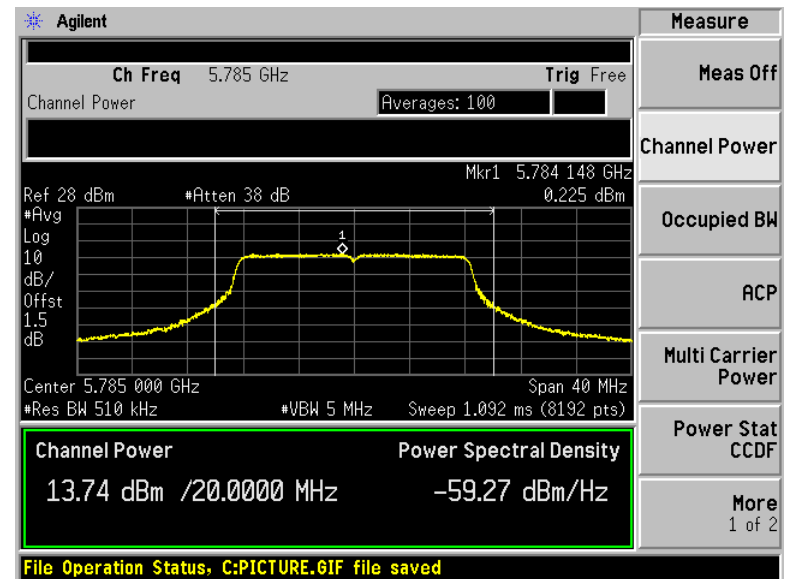 Agilent
Measure
Ch Freq 5.785 GHz Trig Free
Channel Power Averages: 100
Mkr1 5.784 148 GHz
Ref 28 dBm #Atten 38 dB 0.225 dBm
#Avg
Log
10
dB/
Offst
1.5
dB
1
Center 5.785 000 GHz Span 40 MHz
#Res BW 510 kHz #VBW 5 MHz Sweep 1.092 ms (8192 pts)
Channel Power Power Spectral Density
13.74 dBm /20.0000 MHz -59.27 dBm/Hz
File Operation Status, C:PICTURE.GIF file saved
Meas Off
Channel Power
Occupied BW
ACP
Multi Carrier
Power
Power Stat
CCDF
More
1 of 2